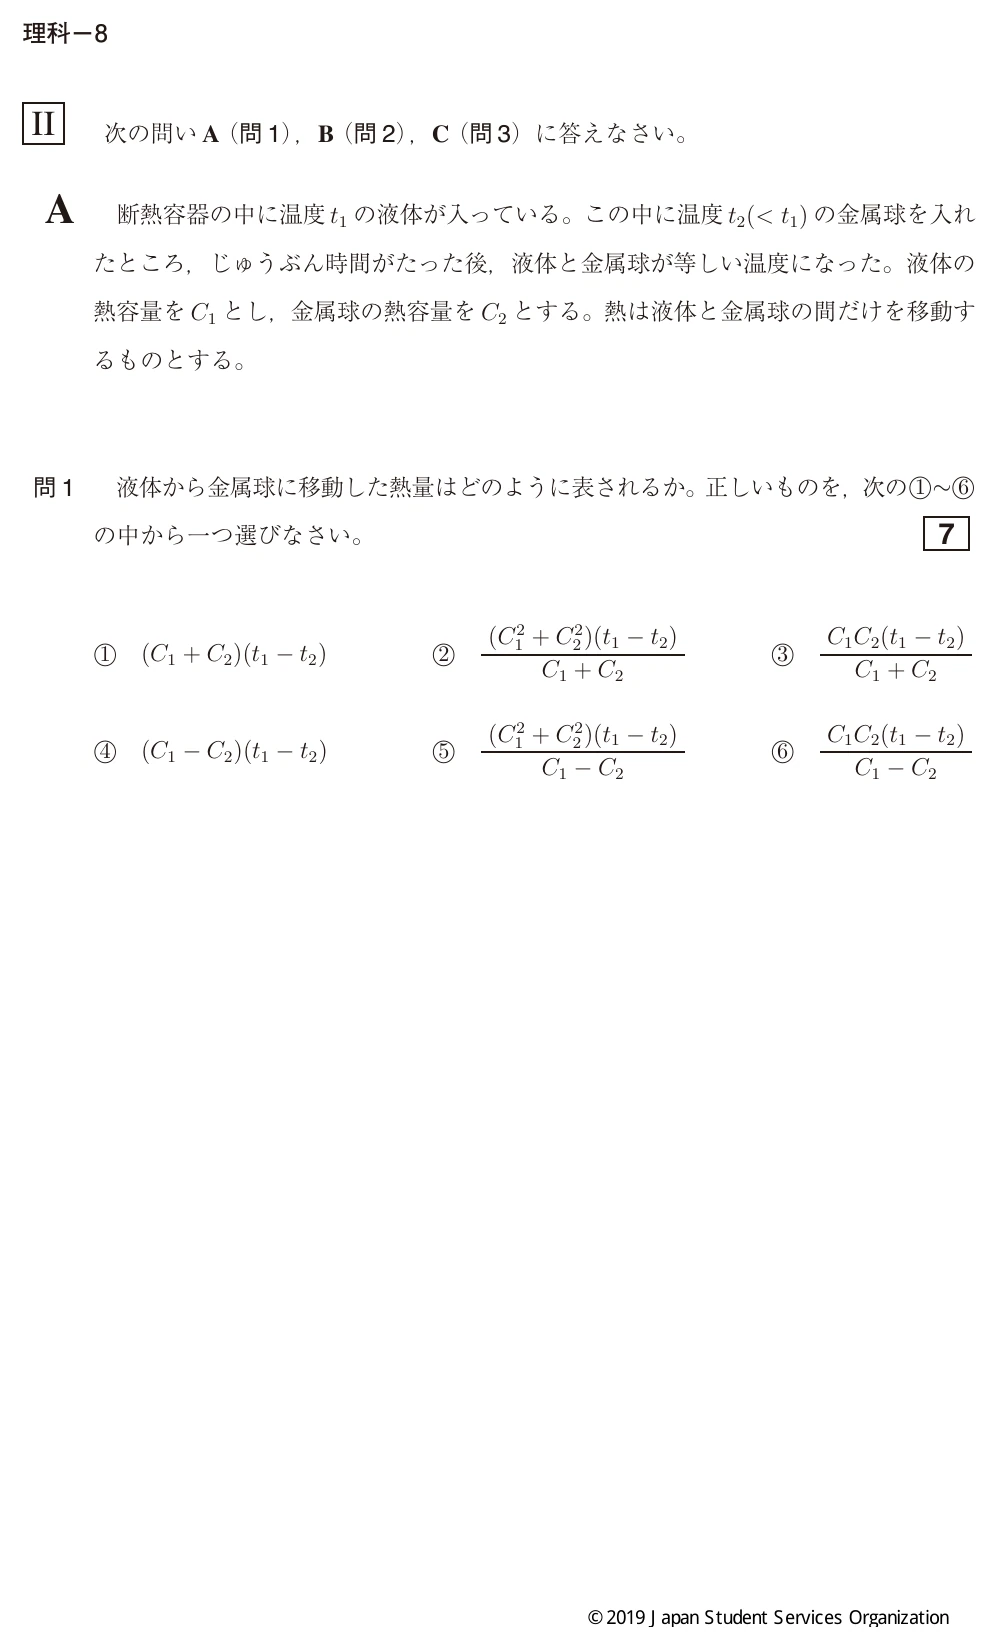 理科－8
II 次の問い A（問1），B（問2），C（問3）に答えなさい。
A 断熱容器の中に温度 t₁ の液体が入っている。この中に温度 t₂(< t₁) の金属球を入れ
たところ，じゅうぶん時間がたった後，液体と金属球が等しい温度になった。液体の
熱容量を C₁ とし，金属球の熱容量を C₂ とする。熱は液体と金属球の間だけを移動す
るものとする。
問1 液体から金属球に移動した熱量はどのように表されるか。正しいものを，次の①～⑥
の中から一つ選びなさい。 7
① (C₁ + C₂)(t₁ − t₂) ② \frac{(C₁² + C₂²)(t₁ − t₂)}{C₁ + C₂} ③ \frac{C₁C₂(t₁ − t₂)}{C₁ + C₂}
④ (C₁ − C₂)(t₁ − t₂) ⑤ \frac{(C₁² + C₂²)(t₁ − t₂)}{C₁ − C₂} ⑥ \frac{C₁C₂(t₁ − t₂)}{C₁ − C₂}
© 2019 Japan Student Services Organization